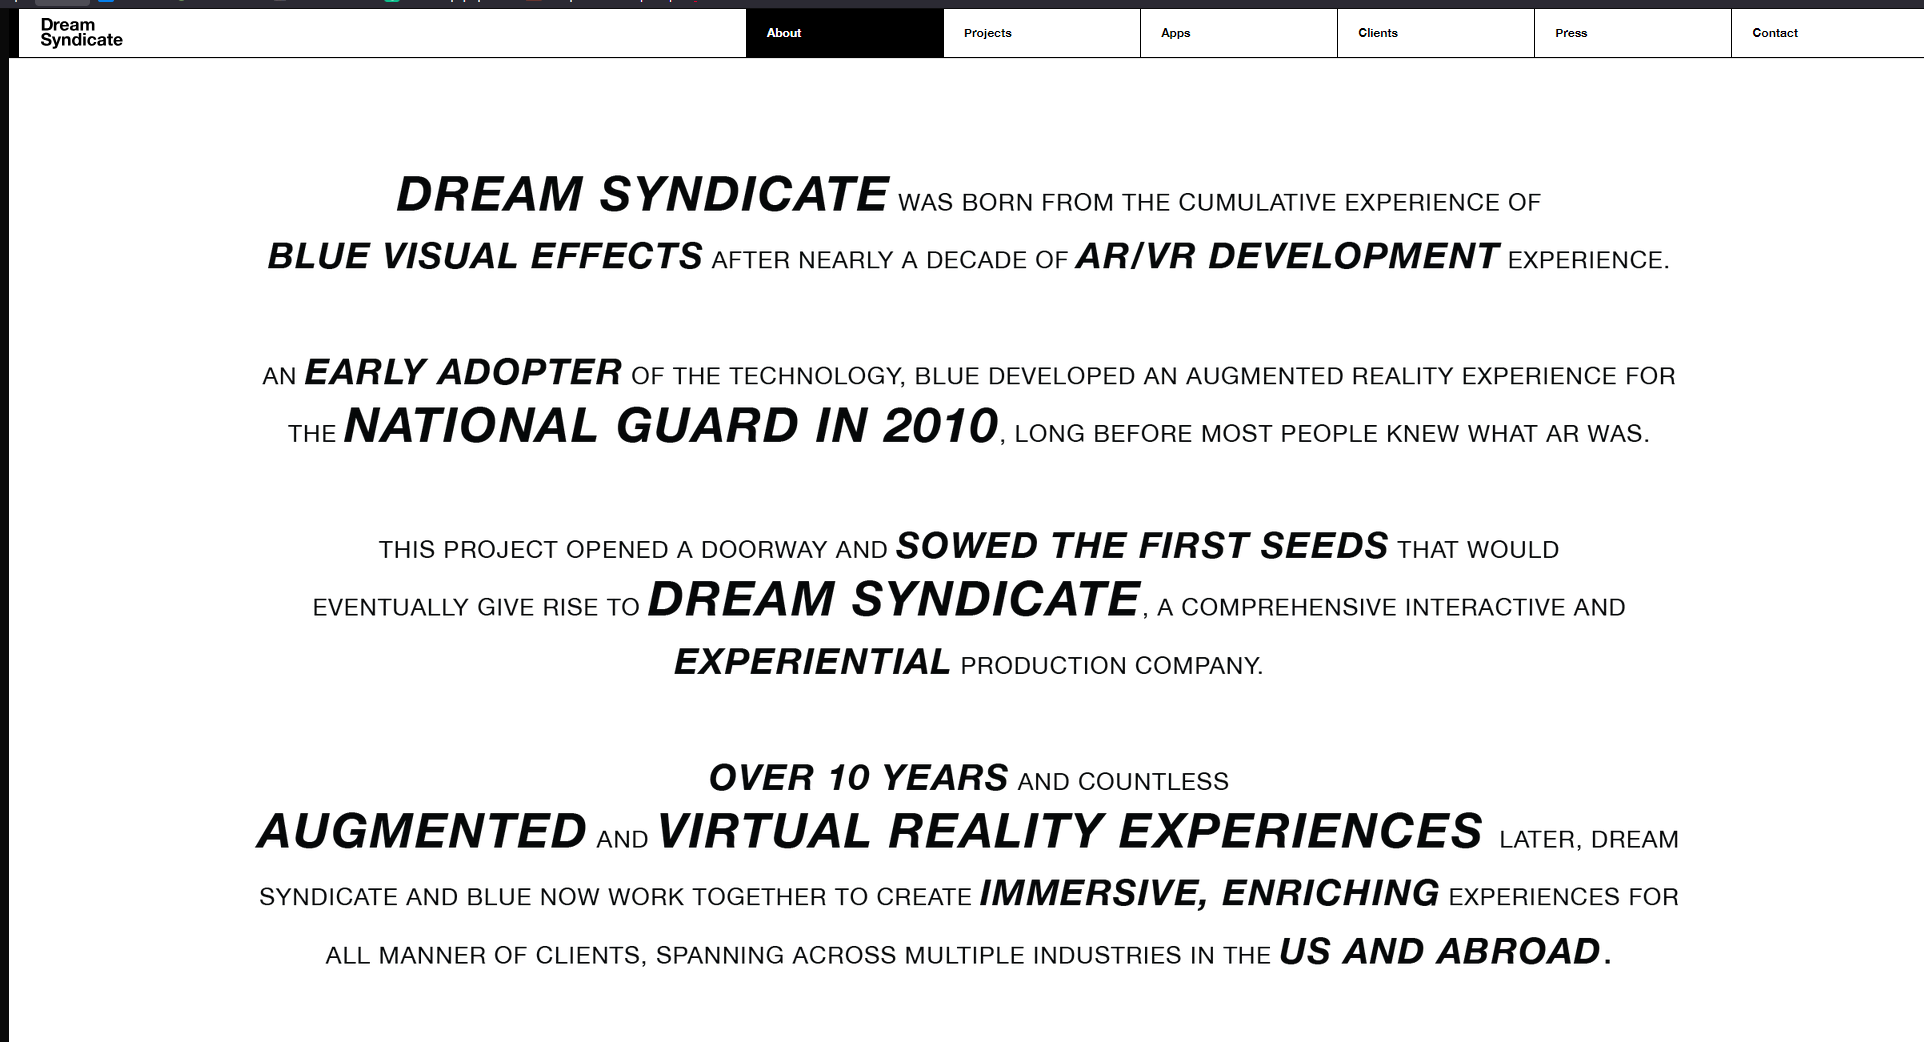 Dream
Syndicate
About
Projects
Apps
Clients
Press
Contact
DREAM SYNDICATE WAS BORN FROM THE CUMULATIVE EXPERIENCE OF
BLUE VISUAL EFFECTS AFTER NEARLY A DECADE OF AR/VR DEVELOPMENT EXPERIENCE.
AN EARLY ADOPTER OF THE TECHNOLOGY, BLUE DEVELOPED AN AUGMENTED REALITY EXPERIENCE FOR
THE NATIONAL GUARD IN 2010, LONG BEFORE MOST PEOPLE KNEW WHAT AR WAS.
THIS PROJECT OPENED A DOORWAY AND SOWED THE FIRST SEEDS THAT WOULD
EVENTUALLY GIVE RISE TO DREAM SYNDICATE, A COMPREHENSIVE INTERACTIVE AND
EXPERIENTIAL PRODUCTION COMPANY.
OVER 10 YEARS AND COUNTLESS
AUGMENTED AND VIRTUAL REALITY EXPERIENCES LATER, DREAM
SYNDICATE AND BLUE NOW WORK TOGETHER TO CREATE IMMERSIVE, ENRICHING EXPERIENCES FOR
ALL MANNER OF CLIENTS, SPANNING ACROSS MULTIPLE INDUSTRIES IN THE US AND ABROAD.